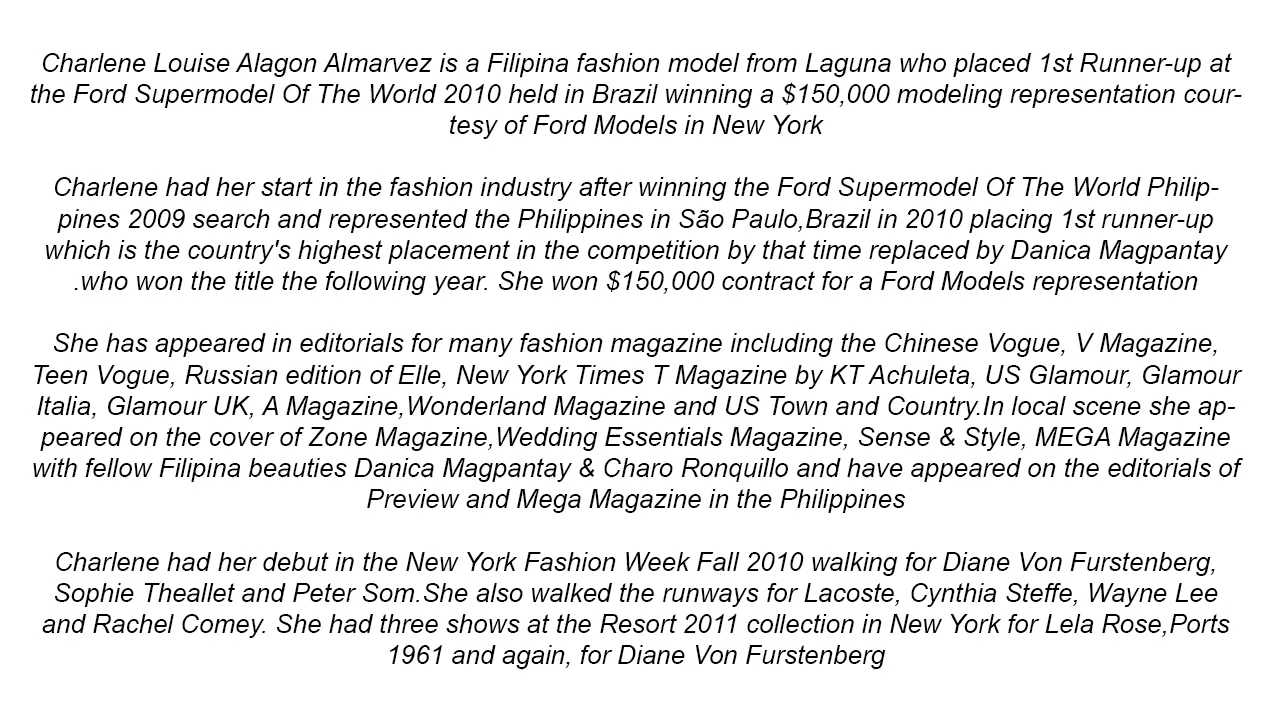 Charlene Louise Alagon Almarvez is a Filipina fashion model from Laguna who placed 1st Runner-up at
the Ford Supermodel Of The World 2010 held in Brazil winning a $150,000 modeling representation cour-
tesy of Ford Models in New York
Charlene had her start in the fashion industry after winning the Ford Supermodel Of The World Philip-
pines 2009 search and represented the Philippines in São Paulo,Brazil in 2010 placing 1st runner-up
which is the country's highest placement in the competition by that time replaced by Danica Magpantay
.who won the title the following year. She won $150,000 contract for a Ford Models representation
She has appeared in editorials for many fashion magazine including the Chinese Vogue, V Magazine,
Teen Vogue, Russian edition of Elle, New York Times T Magazine by KT Achuleta, US Glamour, Glamour
Italia, Glamour UK, A Magazine,Wonderland Magazine and US Town and Country.In local scene she ap-
peared on the cover of Zone Magazine,Wedding Essentials Magazine, Sense & Style, MEGA Magazine
with fellow Filipina beauties Danica Magpantay & Charo Ronquillo and have appeared on the editorials of
Preview and Mega Magazine in the Philippines
Charlene had her debut in the New York Fashion Week Fall 2010 walking for Diane Von Furstenberg,
Sophie Theallet and Peter Som.She also walked the runways for Lacoste, Cynthia Steffe, Wayne Lee
and Rachel Comey. She had three shows at the Resort 2011 collection in New York for Lela Rose,Ports
1961 and again, for Diane Von Furstenberg